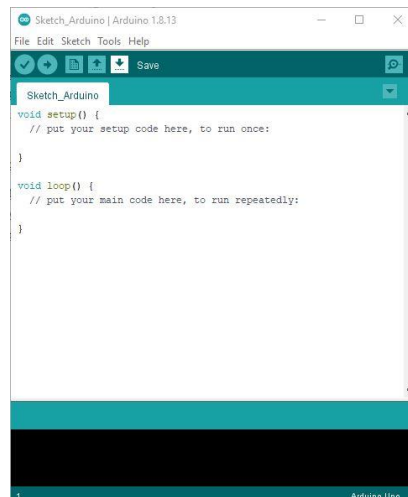 Sketch_Arduino | Arduino 1.8.13
File Edit Sketch Tools Help
Save
Sketch_Arduino
void setup() {
// put your setup code here, to run once:
}
void loop() {
// put your main code here, to run repeatedly:
}
1
Arduino Uno